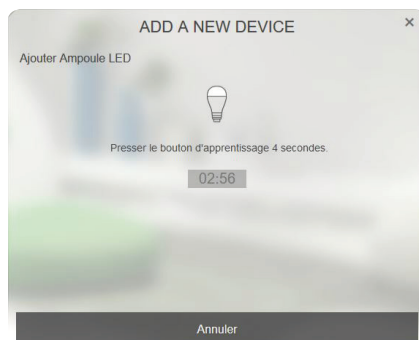 ADD A NEW DEVICE ×
Ajouter Ampoule LED
Presser le bouton d'apprentissage 4 secondes.
02:56
Annuler